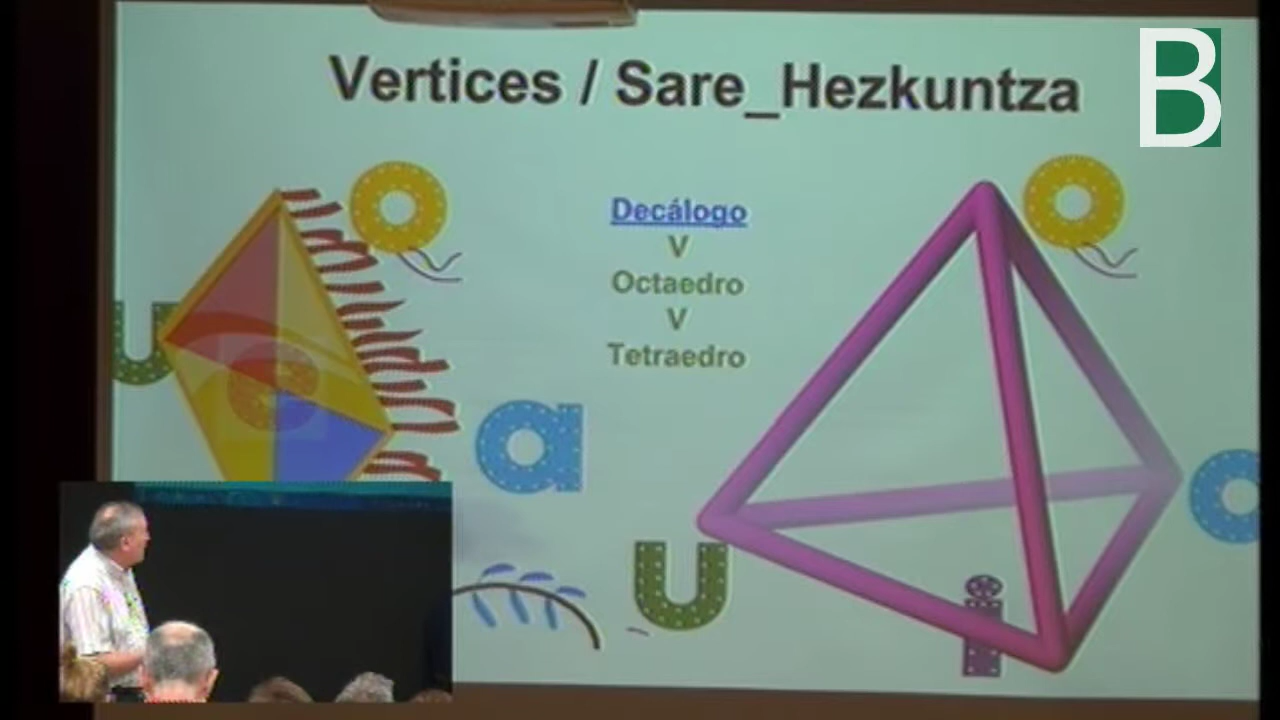 Vertices / Sare_Hezkuntza
B
o
o
Decálogo
V
Octaedro
V
Tetraedro
u
a
a
u
i